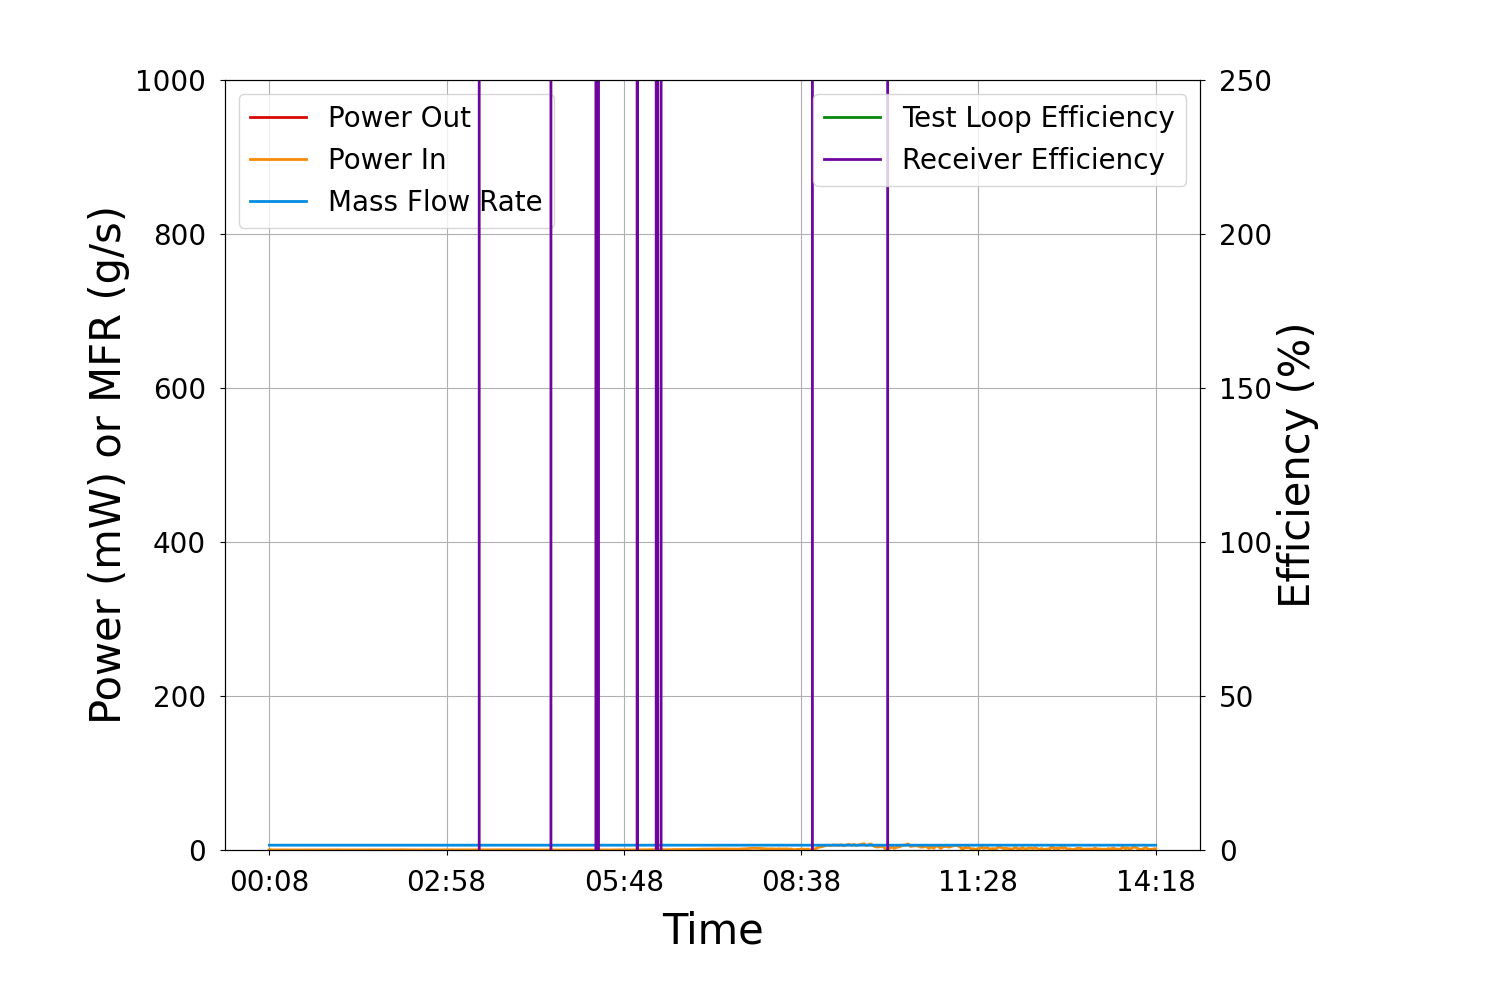 1000
800
600
400
200
0
Power (mW) or MFR (g/s)
Power Out
Power In
Mass Flow Rate
Test Loop Efficiency
Receiver Efficiency
250
200
150
100
50
0
Efficiency (%)
00:08 02:58 05:48 08:38 11:28 14:18
Time